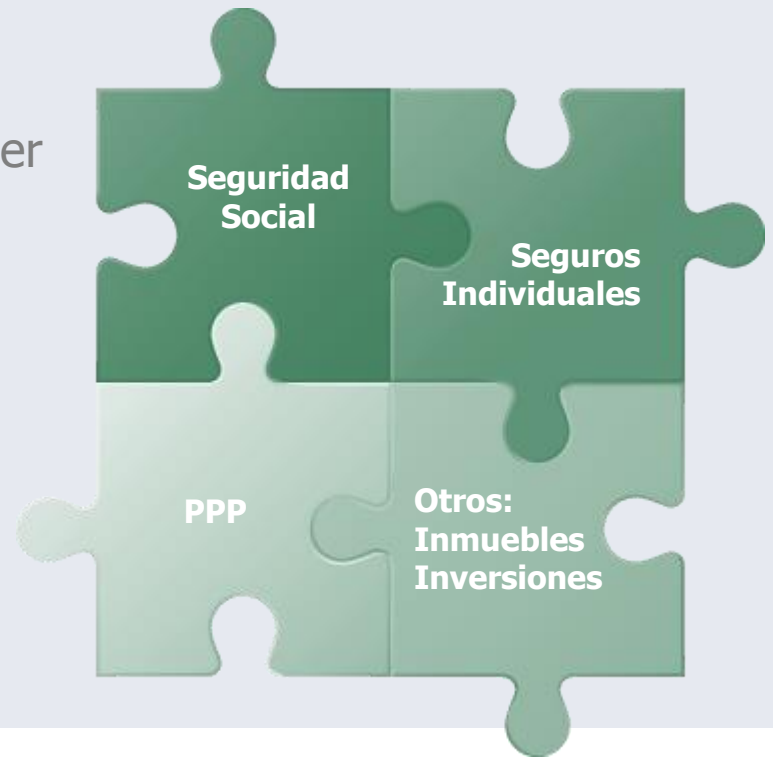 er
Seguridad
Social
Seguros
Individuales
PPP
Otros:
Inmuebles
Inversiones